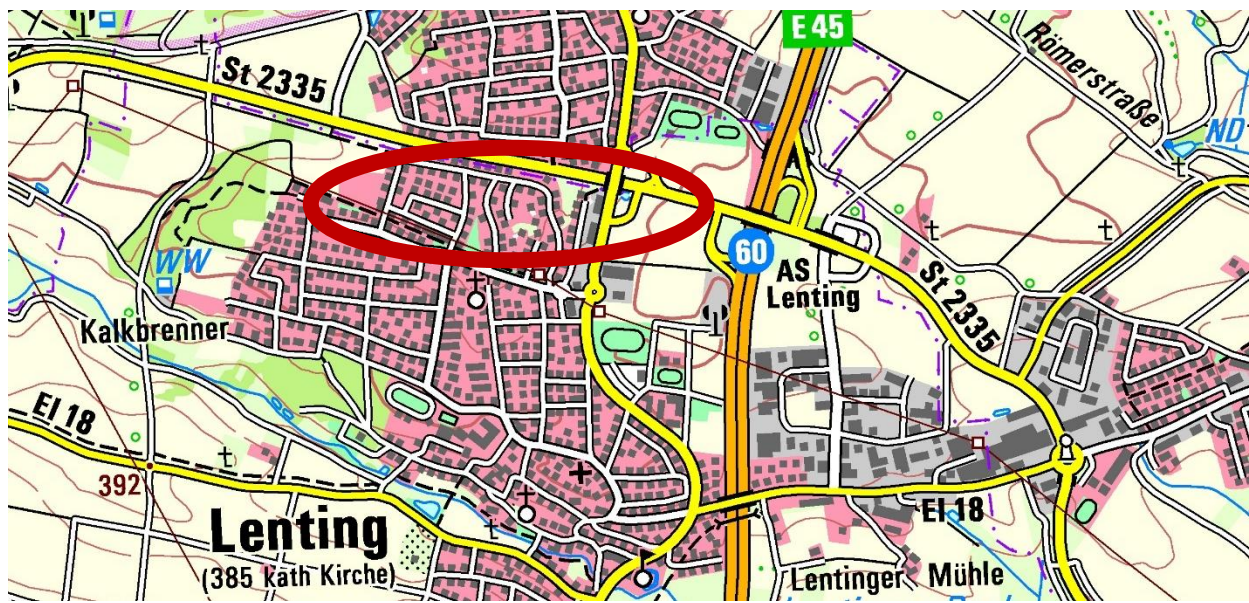 E 45
St 2335
Römerstraße
ND
WW
60
AS
Lenting
St 2335
Kalkbrenner
EI 18
392
EI 18
Lenting
(385 kath Kirche)
Lentinger Mühle